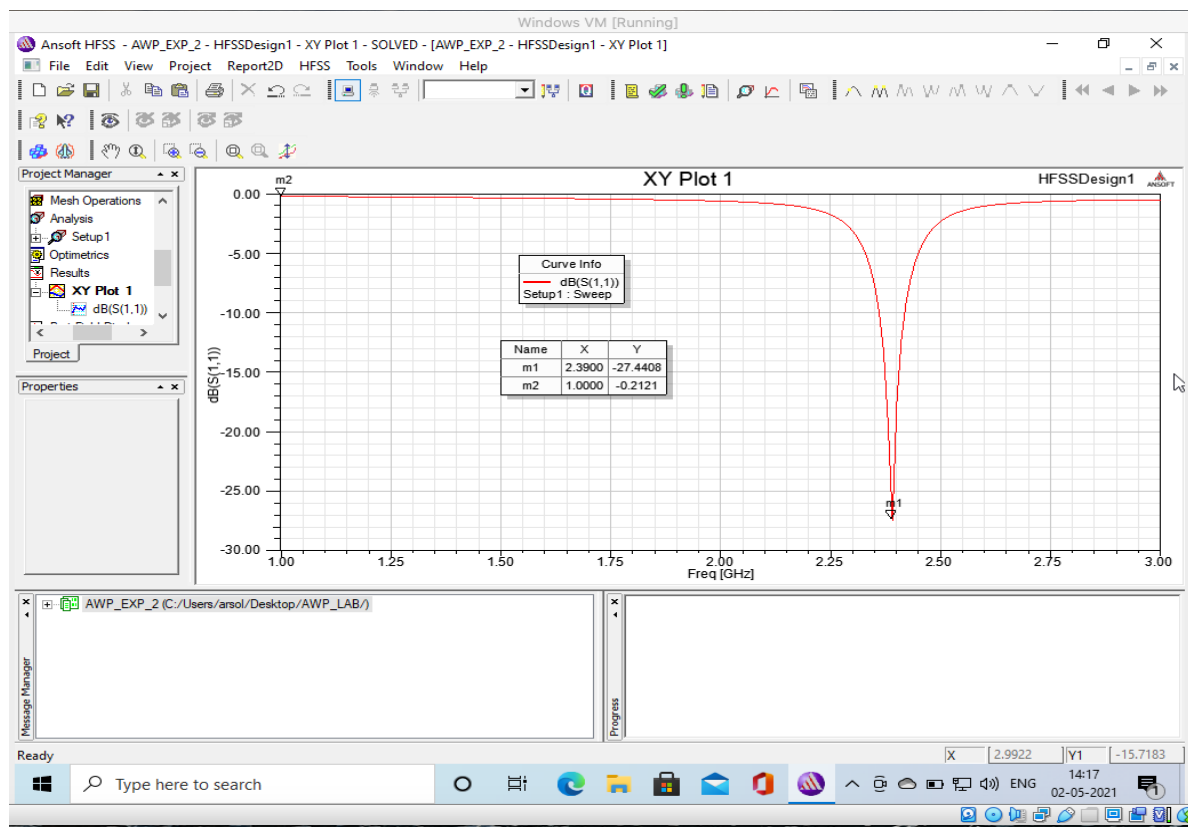 Windows VM [Running]
Ansoft HFSS - AWP_EXP_2 - HFSSDesign1 - XY Plot 1 - SOLVED - [AWP_EXP_2 - HFSSDesign1 - XY Plot 1]
File Edit View Project Report2D HFSS Tools Window Help
Project Manager
Mesh Operations
Analysis
Setup1
Optimetrics
Results
XY Plot 1
dB(S(1,1))
Project
Properties
m2
XY Plot 1
HFSSDesign1
ANSOFT
0.00
-5.00
-10.00
-15.00
-20.00
-25.00
-30.00
dB(S(1,1))
Curve Info
dB(S(1,1))
Setup1 : Sweep
Name X Y
m1 2.3900 -27.4408
m2 1.0000 -0.2121
m1
1.00 1.25 1.50 1.75 2.00 2.25 2.50 2.75 3.00
Freq [GHz]
AWP_EXP_2 (C:/Users/arsol/Desktop/AWP_LAB/)
Message Manager
Progress
Ready
X 2.9922 Y1 -15.7183
Type here to search
ENG
14:17
02-05-2021
1